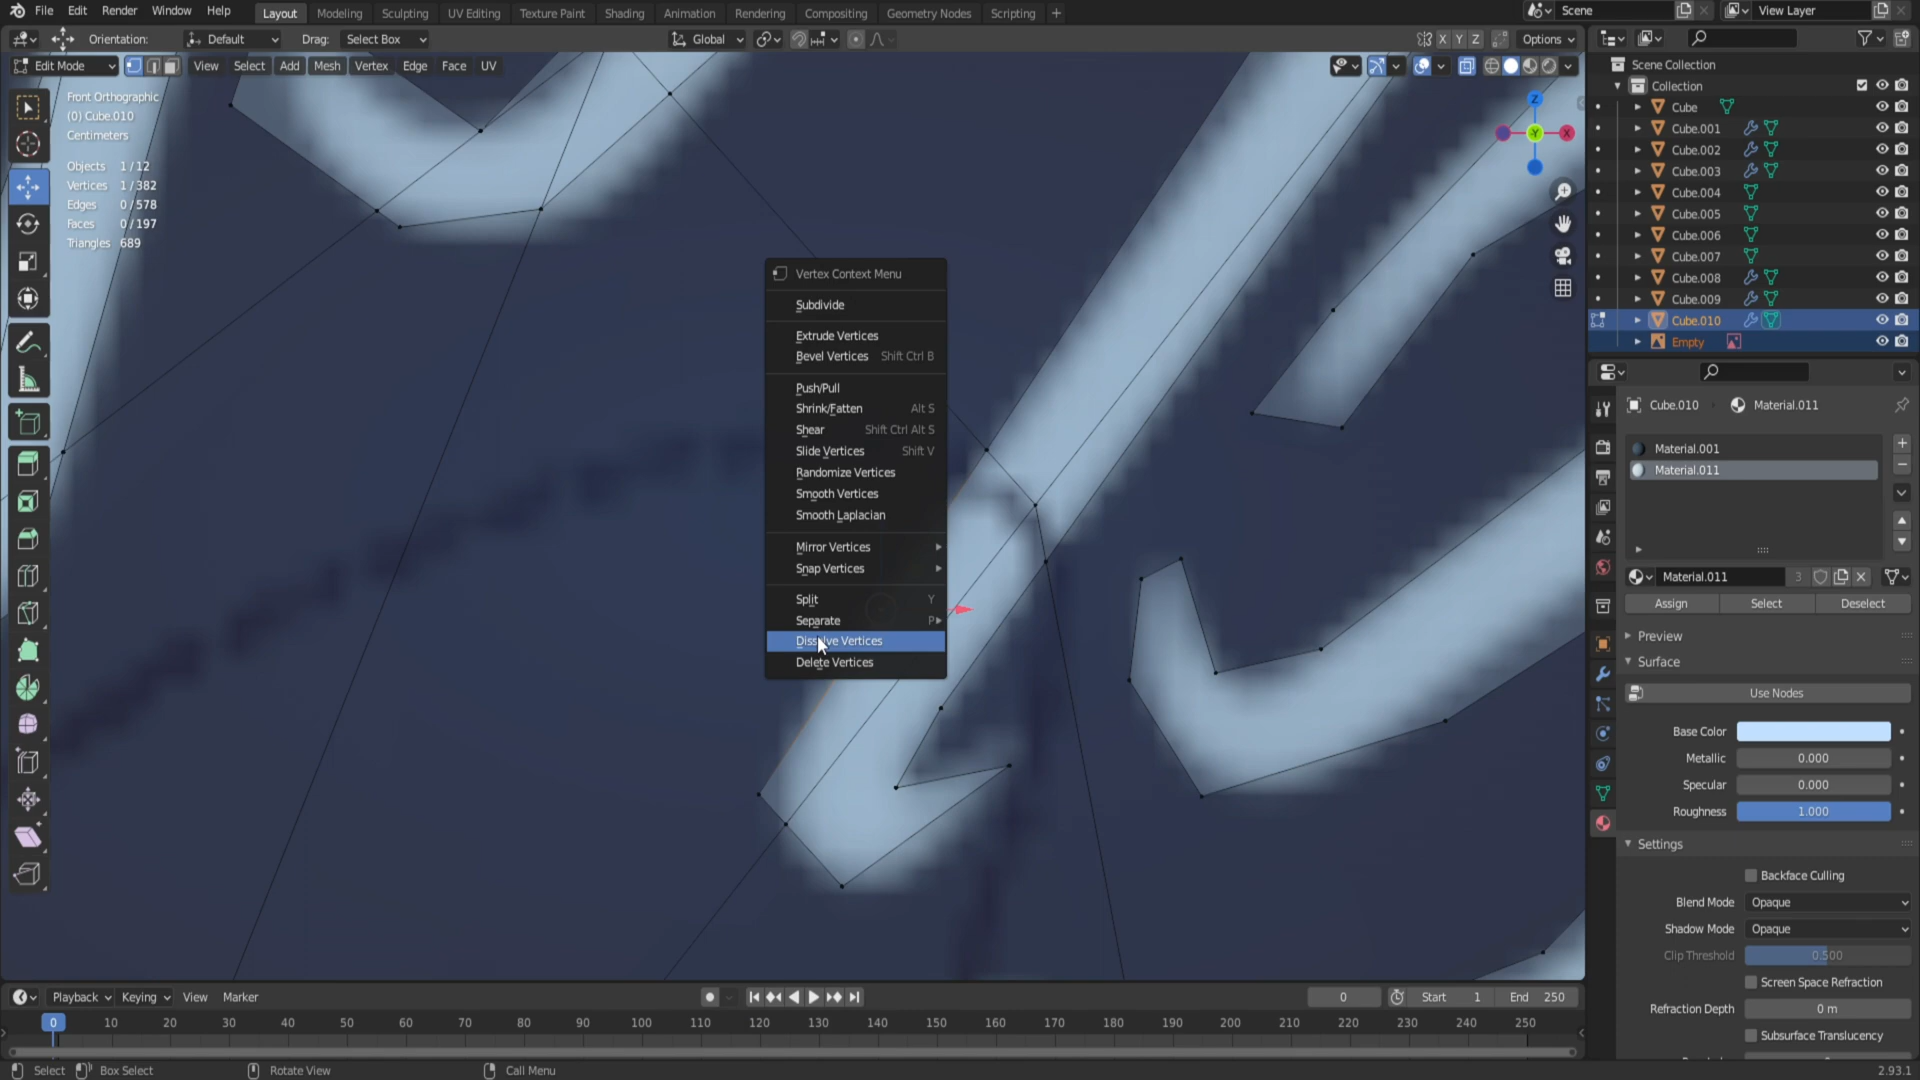 File Edit Render Window Help Layout Modeling Sculpting UV Editing Texture Paint Shading Animation Rendering Compositing Geometry Nodes Scripting + Scene View Layer
Orientation: Default Drag: Select Box Global X Y Z Options
Edit Mode View Select Add Mesh Vertex Edge Face UV
Front Orthographic
(0) Cube.010
Centimeters
Objects 1/12
Vertices 1/382
Edges 0/578
Faces 0/197
Triangles 689
Z
Y
X
Vertex Context Menu
Subdivide
Extrude Vertices
Bevel Vertices Shift Ctrl B
Push/Pull
Shrink/Fatten Alt S
Shear Shift Ctrl Alt S
Slide Vertices Shift V
Randomize Vertices
Smooth Vertices
Smooth Laplacian
Mirror Vertices
Snap Vertices
Split Y
Separate P
Dissolve Vertices
Delete Vertices
Scene Collection
Collection
Cube
Cube.001
Cube.002
Cube.003
Cube.004
Cube.005
Cube.006
Cube.007
Cube.008
Cube.009
Cube.010
Empty
Cube.010 Material.011
Material.001
Material.011
Material.011 3
Assign Select Deselect
Preview
Surface
Use Nodes
Base Color
Metallic 0.000
Specular 0.000
Roughness 1.000
Settings
Backface Culling
Blend Mode Opaque
Shadow Mode Opaque
Clip Threshold 0.500
Screen Space Refraction
Refraction Depth 0 m
Subsurface Translucency
Playback Keying View Marker 0 Start 1 End 250
0 10 20 30 40 50 60 70 80 90 100 110 120 130 140 150 160 170 180 190 200 210 220 230 240 250
Select Box Select Rotate View Call Menu 2.93.1